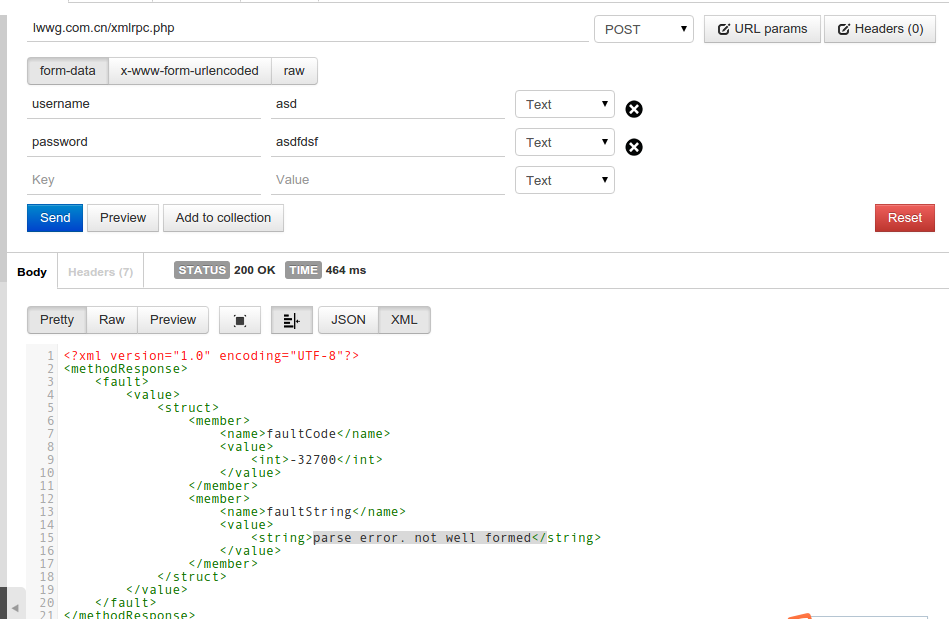 lwwg.com.cn/xmlrpc.php POST URL params Headers (0)
form-data x-www-form-urlencoded raw
username asd Text
password asdfdsf Text
Key Value Text
Send Preview Add to collection Reset
Body Headers (7) STATUS 200 OK TIME 464 ms
Pretty Raw Preview JSON XML
1 <?xml version="1.0" encoding="UTF-8"?>
2 <methodResponse>
3 <fault>
4 <value>
5 <struct>
6 <member>
7 <name>faultCode</name>
8 <value>
9 <int>-32700</int>
10 </value>
11 </member>
12 <member>
13 <name>faultString</name>
14 <value>
15 <string>parse error. not well formed</string>
16 </value>
17 </member>
18 </struct>
19 </value>
20 </fault>
21 </methodResponse>